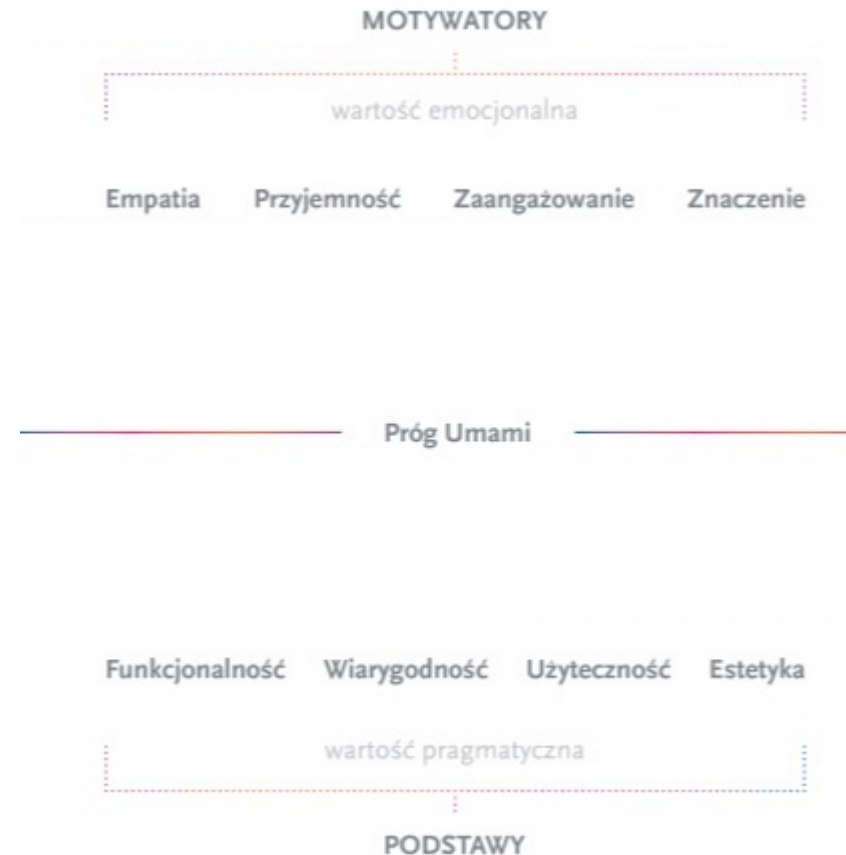 MOTYWATORY
wartość emocjonalna
Empatia Przyjemność Zaangażowanie Znaczenie
Próg Umami
Funkcjonalność Wiarygodność Użyteczność Estetyka
wartość pragmatyczna
PODSTAWY